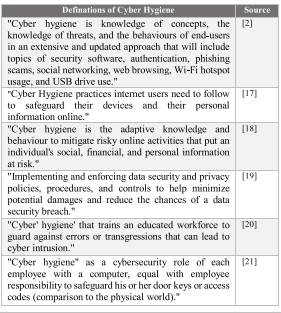 Definations of Cyber Hygiene Source
"Cyber hygiene is knowledge of concepts, the [2]
knowledge of threats, and the behaviours of end-users
in an extensive and updated approach that will include
topics of security software, authentication, phishing
scams, social networking, web browsing, Wi-Fi hotspot
usage, and USB drive use."
"Cyber Hygiene practices internet users need to follow [17]
to safeguard their devices and their personal
information online."
"Cyber hygiene is the adaptive knowledge and [18]
behaviour to mitigate risky online activities that put an
individual's social, financial, and personal information
at risk."
"Implementing and enforcing data security and privacy [19]
policies, procedures, and controls to help minimize
potential damages and reduce the chances of a data
security breach."
"Cyber' hygiene' that trains an educated workforce to [20]
guard against errors or transgressions that can lead to
cyber intrusion."
"Cyber hygiene" as a cybersecurity role of each [21]
employee with a computer, equal with employee
responsibility to safeguard his or her door keys or access
codes (comparison to the physical world)."